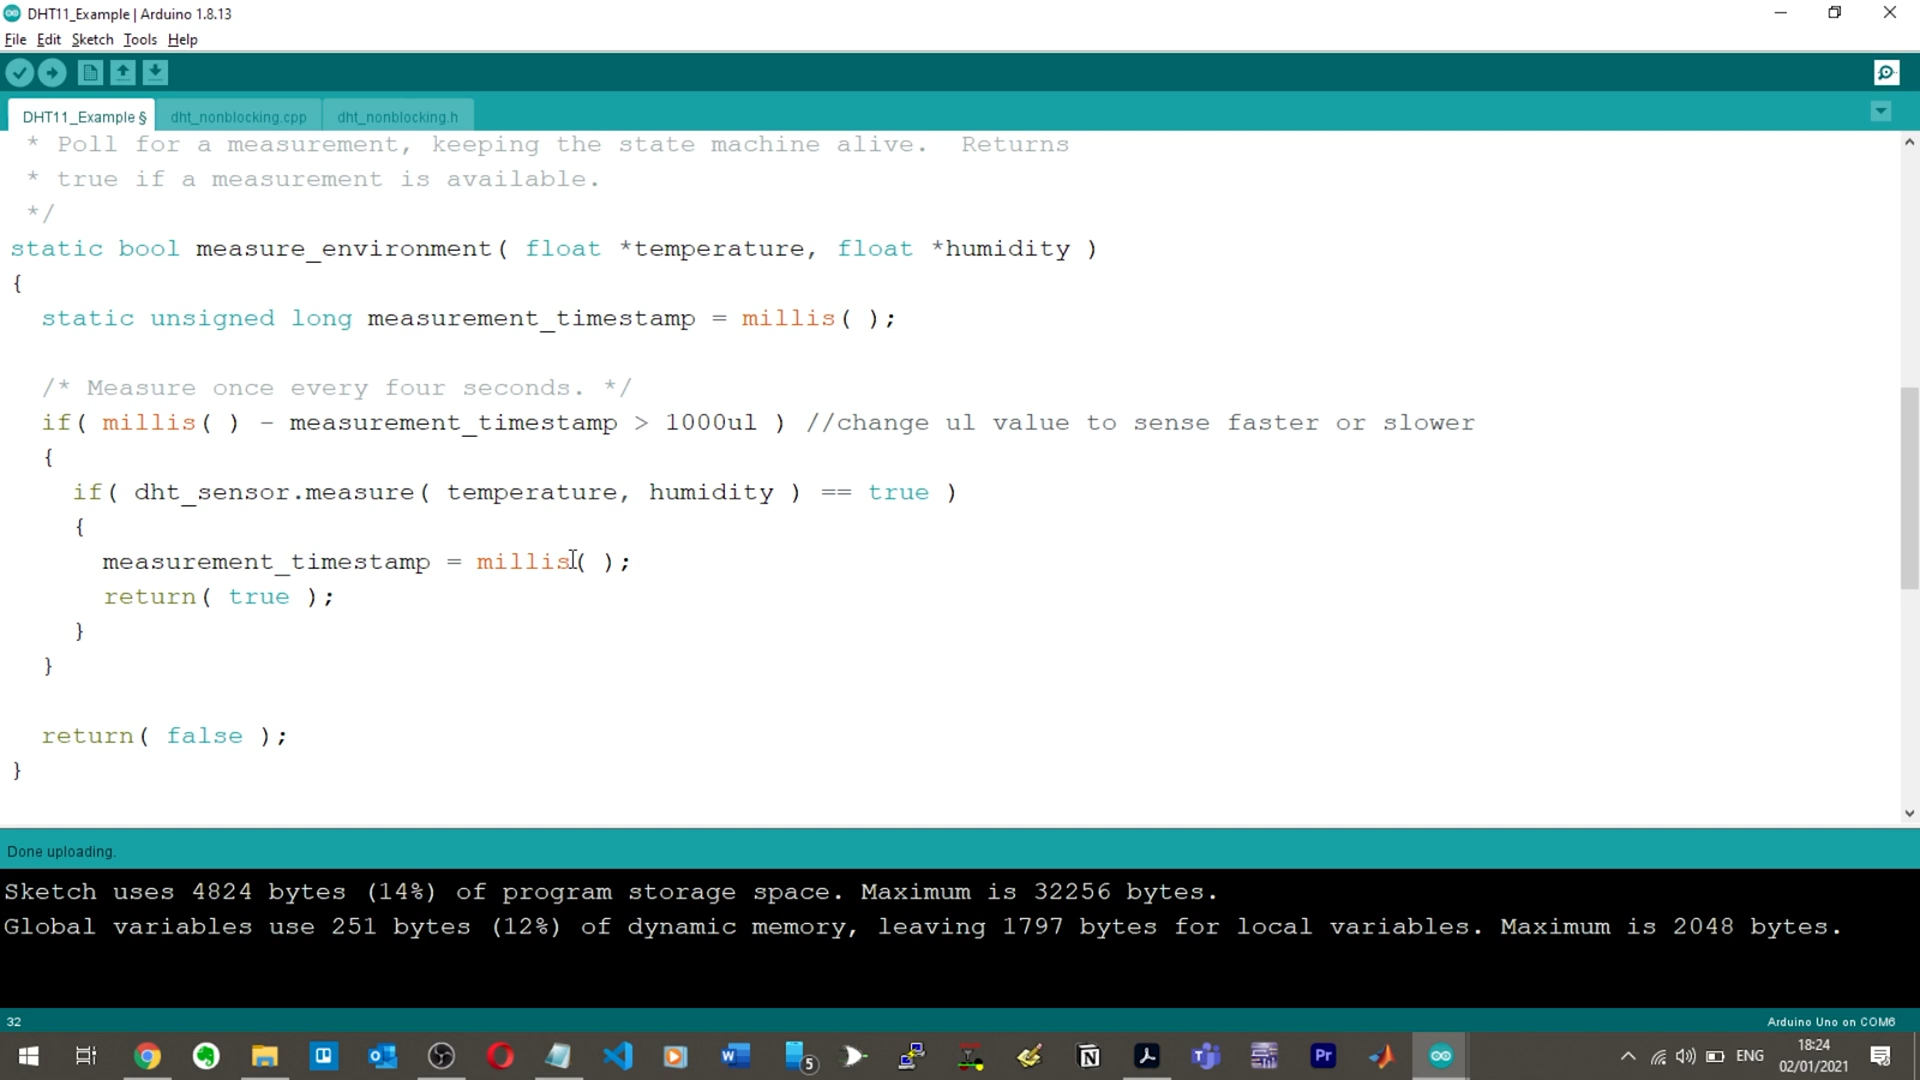 DHT11_Example | Arduino 1.8.13
File Edit Sketch Tools Help
DHT11_Example § dht_nonblocking.cpp dht_nonblocking.h
* Poll for a measurement, keeping the state machine alive.  Returns
* true if a measurement is available.
*/
static bool measure_environment( float *temperature, float *humidity )
{
static unsigned long measurement_timestamp = millis( );
/* Measure once every four seconds. */
if( millis( ) - measurement_timestamp > 1000ul ) //change ul value to sense faster or slower
{
if( dht_sensor.measure( temperature, humidity ) == true )
{
measurement_timestamp = millis( );
return( true );
}
}
return( false );
}
Done uploading.
Sketch uses 4824 bytes (14%) of program storage space. Maximum is 32256 bytes.
Global variables use 251 bytes (12%) of dynamic memory, leaving 1797 bytes for local variables. Maximum is 2048 bytes.
32
Arduino Uno on COM6
5
Pr
ENG
18:24
02/01/2021